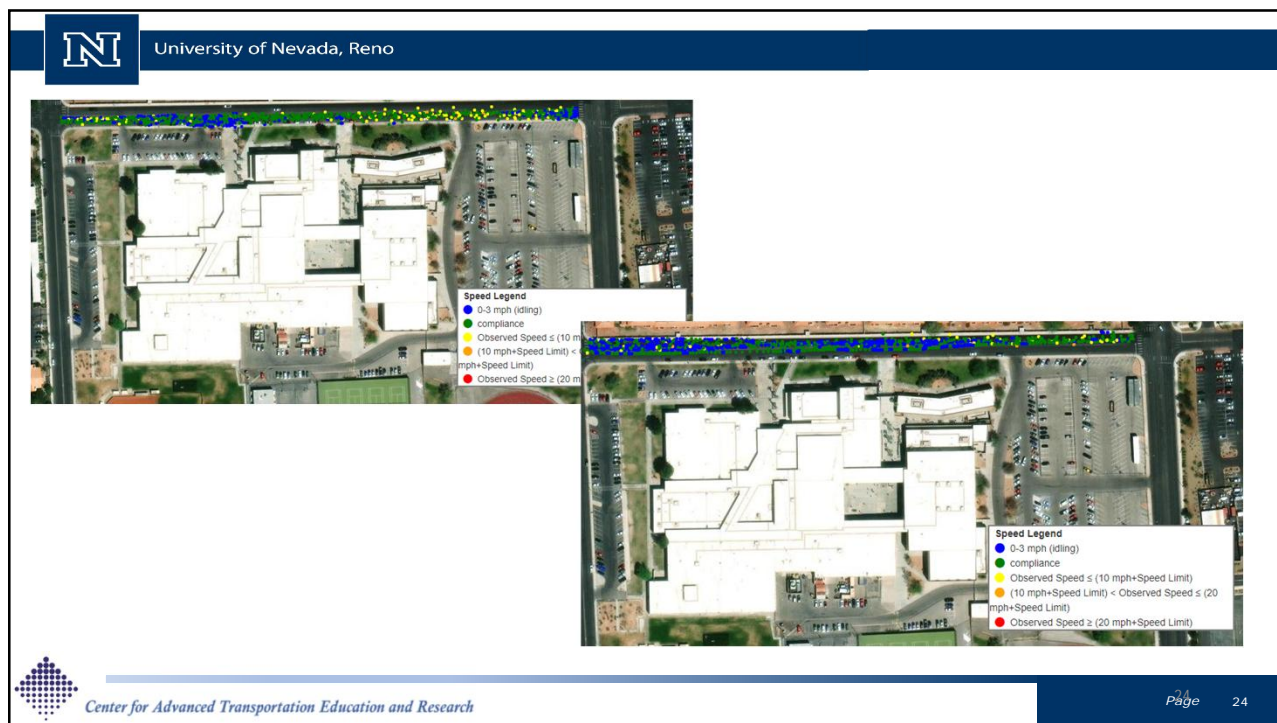 N
University of Nevada, Reno
Speed Legend
0-3 mph (idling)
compliance
Observed Speed ≤ (10 m
(10 mph+Speed Limit) <
mph+Speed Limit)
Observed Speed ≥ (20 m
Speed Legend
0-3 mph (idling)
compliance
Observed Speed ≤ (10 mph+Speed Limit)
(10 mph+Speed Limit) < Observed Speed ≤ (20
mph+Speed Limit)
Observed Speed ≥ (20 mph+Speed Limit)
Center for Advanced Transportation Education and Research
24
Page 24